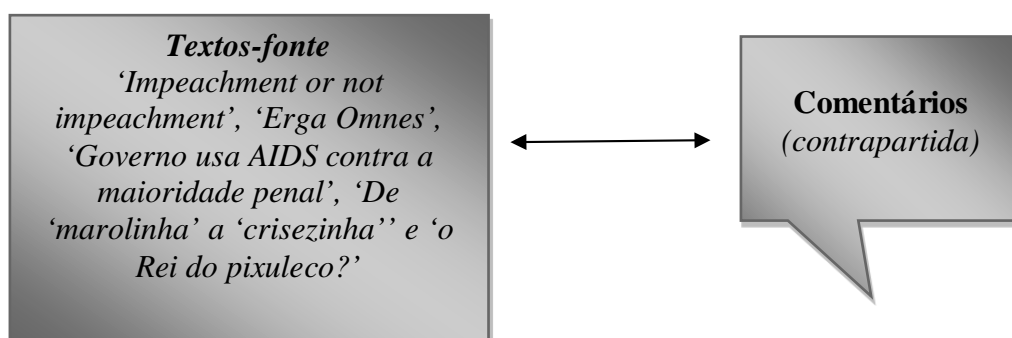 Textos-fonte
‘Impeachment or not
impeachment’, ‘Erga Omnes’,
‘Governo usa AIDS contra a
maioridade penal’, ‘De
‘marolinha’ a ‘crisezinha’’ e ‘o
Rei do pixuleco?’
Comentários
(contrapartida)